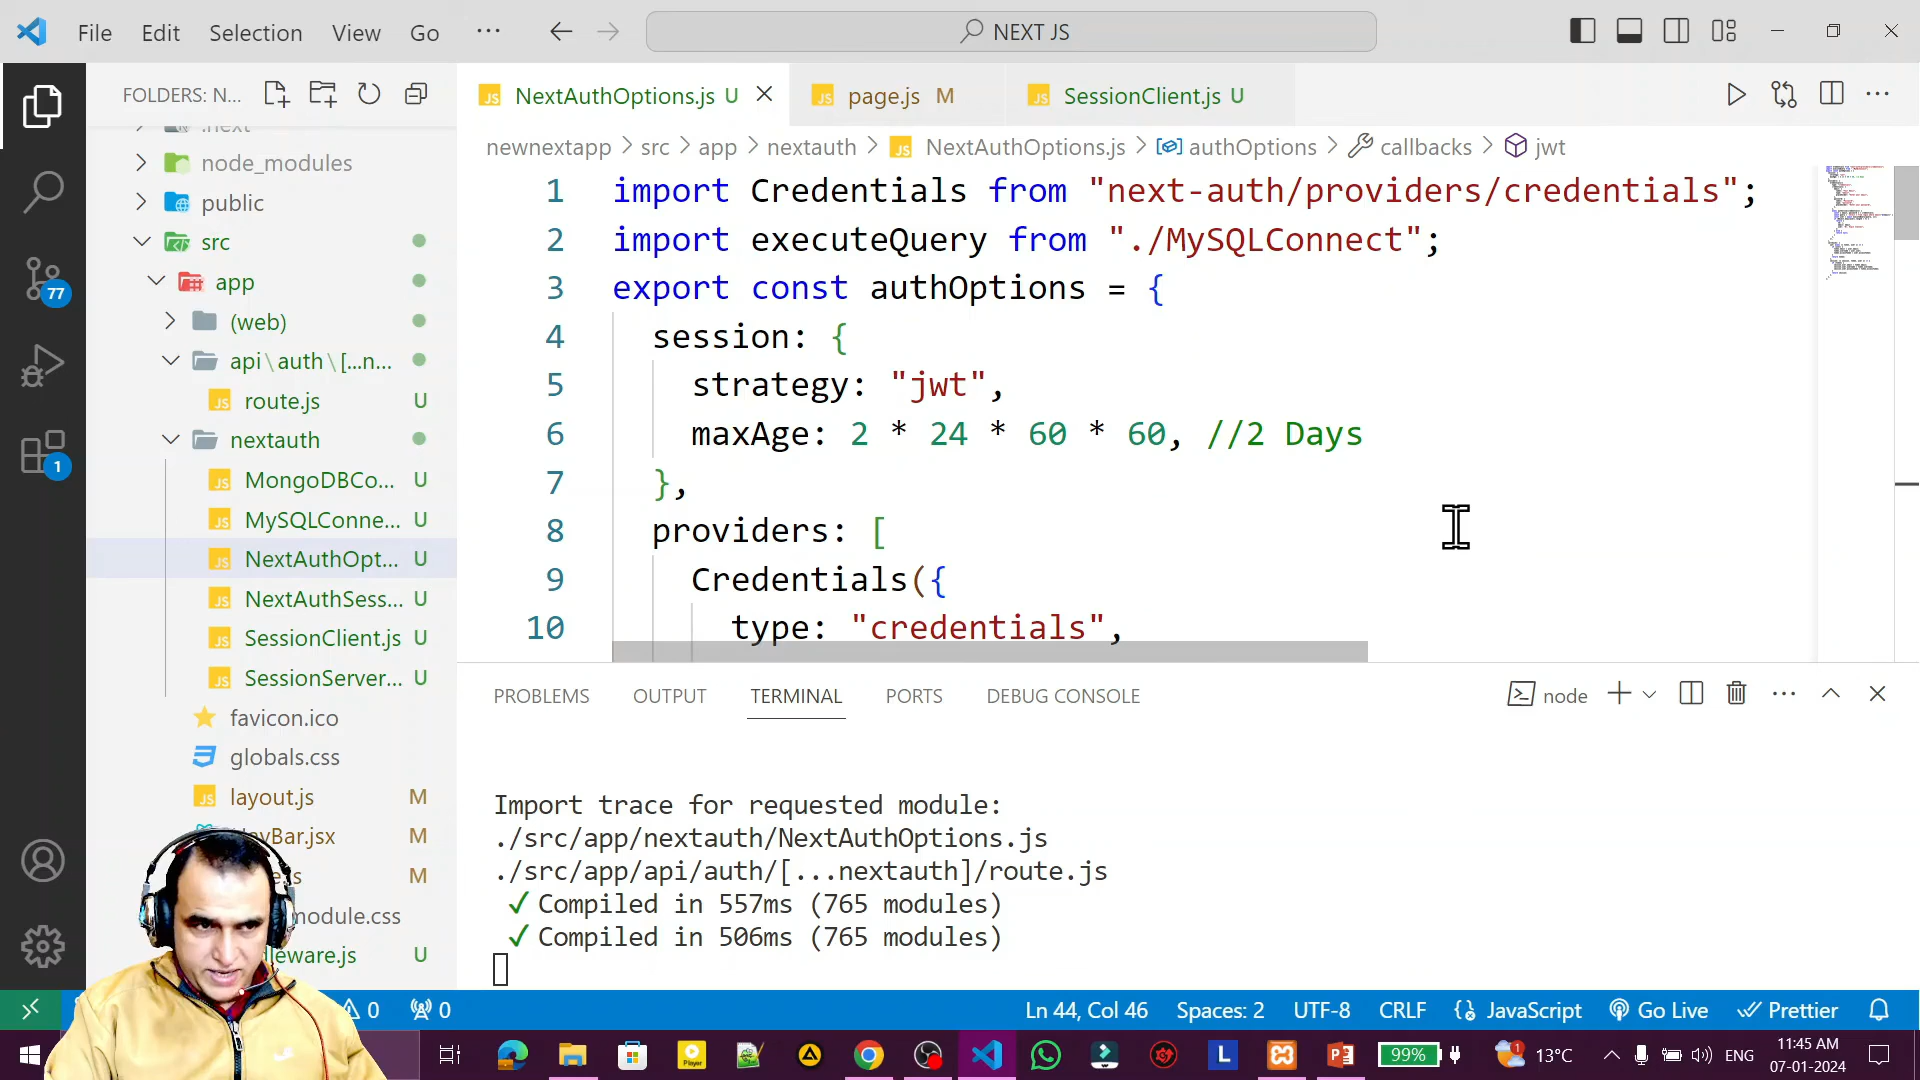 File Edit Selection View Go ··· NEXT JS
FOLDERS: N...
NextAuthOptions.js U
page.js M
SessionClient.js U
newnextapp > src > app > nextauth > NextAuthOptions.js > authOptions > callbacks > jwt
.next
node_modules
public
src
app
(web)
api\auth\[...n...
route.js U
nextauth
MongoDBCo... U
MySQLConne... U
NextAuthOpt... U
NextAuthSess... U
SessionClient.js U
SessionServer... U
favicon.ico
globals.css
layout.js M
Bar.jsx M
M
module.css
leware.js U
77
1
1 import Credentials from "next-auth/providers/credentials";
2 import executeQuery from "./MySQLConnect";
3 export const authOptions = {
4 session: {
5 strategy: "jwt",
6 maxAge: 2 * 24 * 60 * 60, //2 Days
7 },
8 providers: [
9 Credentials({
10 type: "credentials",
PROBLEMS OUTPUT TERMINAL PORTS DEBUG CONSOLE
node
Import trace for requested module:
./src/app/nextauth/NextAuthOptions.js
./src/app/api/auth/[...nextauth]/route.js
✓ Compiled in 557ms (765 modules)
✓ Compiled in 506ms (765 modules)
0 0 Ln 44, Col 46 Spaces: 2 UTF-8 CRLF JavaScript Go Live Prettier
Player
L
99% 1 13°C ENG
11:45 AM
07-01-2024